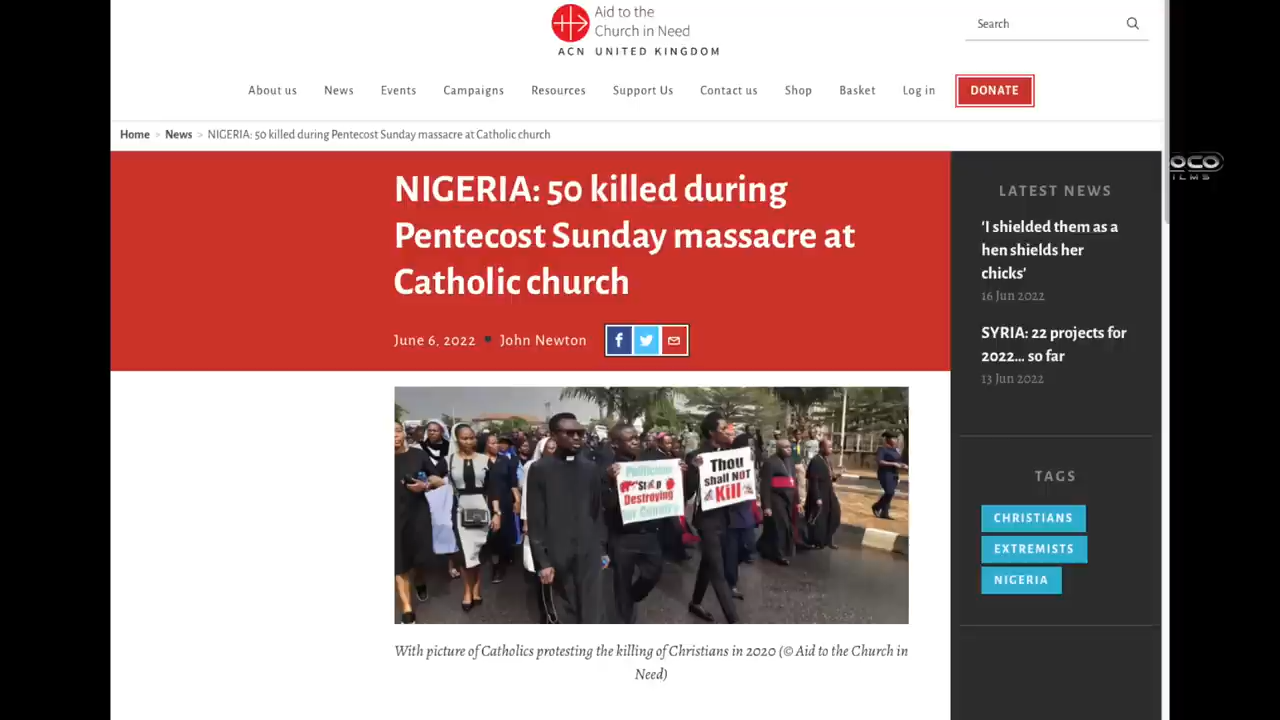 Aid to the
Church in Need
ACN UNITED KINGDOM
Search
About us News Events Campaigns Resources Support Us Contact us Shop Basket Log in DONATE
Home > News > NIGERIA: 50 killed during Pentecost Sunday massacre at Catholic church
NIGERIA: 50 killed during
Pentecost Sunday massacre at
Catholic church
June 6, 2022 John Newton
Stop
Destroying
Thou
shall NOT
Kill
With picture of Catholics protesting the killing of Christians in 2020 (© Aid to the Church in
Need)
LATEST NEWS
‘I shielded them as a
hen shields her
chicks’
16 Jun 2022
SYRIA: 22 projects for
2022... so far
13 Jun 2022
TAGS
CHRISTIANS
EXTREMISTS
NIGERIA